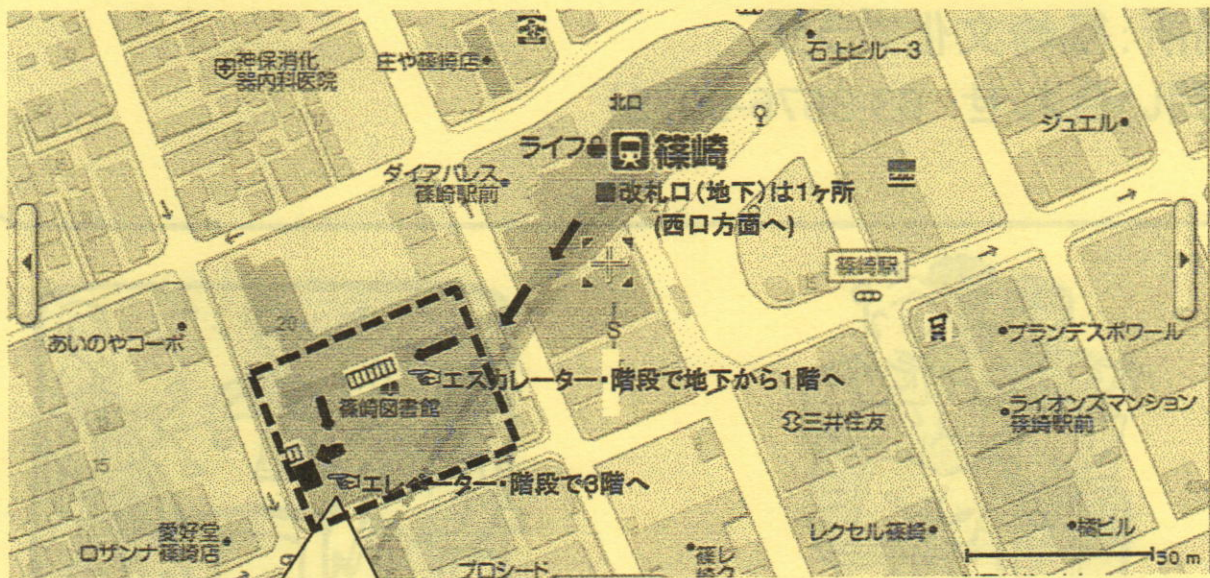 神保消化
器内科医院
庄や篠崎店
石上ビルー3
北口
ジュエル
ライフ
篠崎
ダイアパレス
篠崎駅前
■改札口(地下)は1ヶ所
(西口方面へ)
篠崎駅
20
15
S
あいのやコーポ
ブランデスポワール
エスカレーター・階段で地下から1階へ
篠崎図書館
三井住友
ライオンズマンション
篠崎駅前
エレベーター・階段で3階へ
15
愛好堂
ロザンナ篠崎店
レクセル篠崎
橘ビル
プロシード
50 m